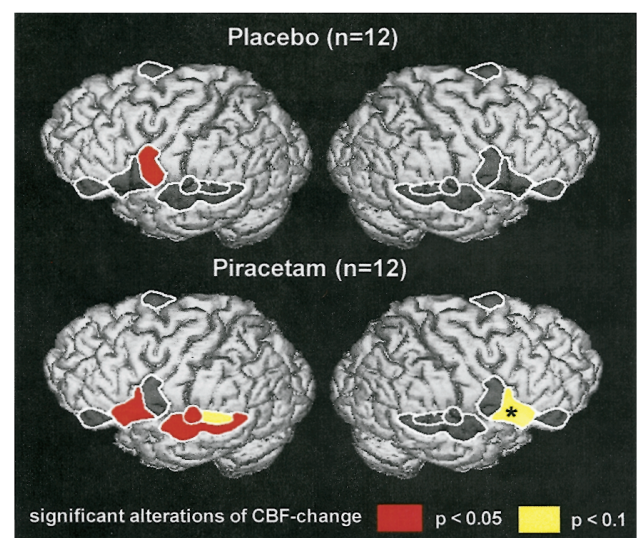 Placebo (n=12)
Piracetam (n=12)
*
significant alterations of CBF-change p < 0.05 p < 0.1